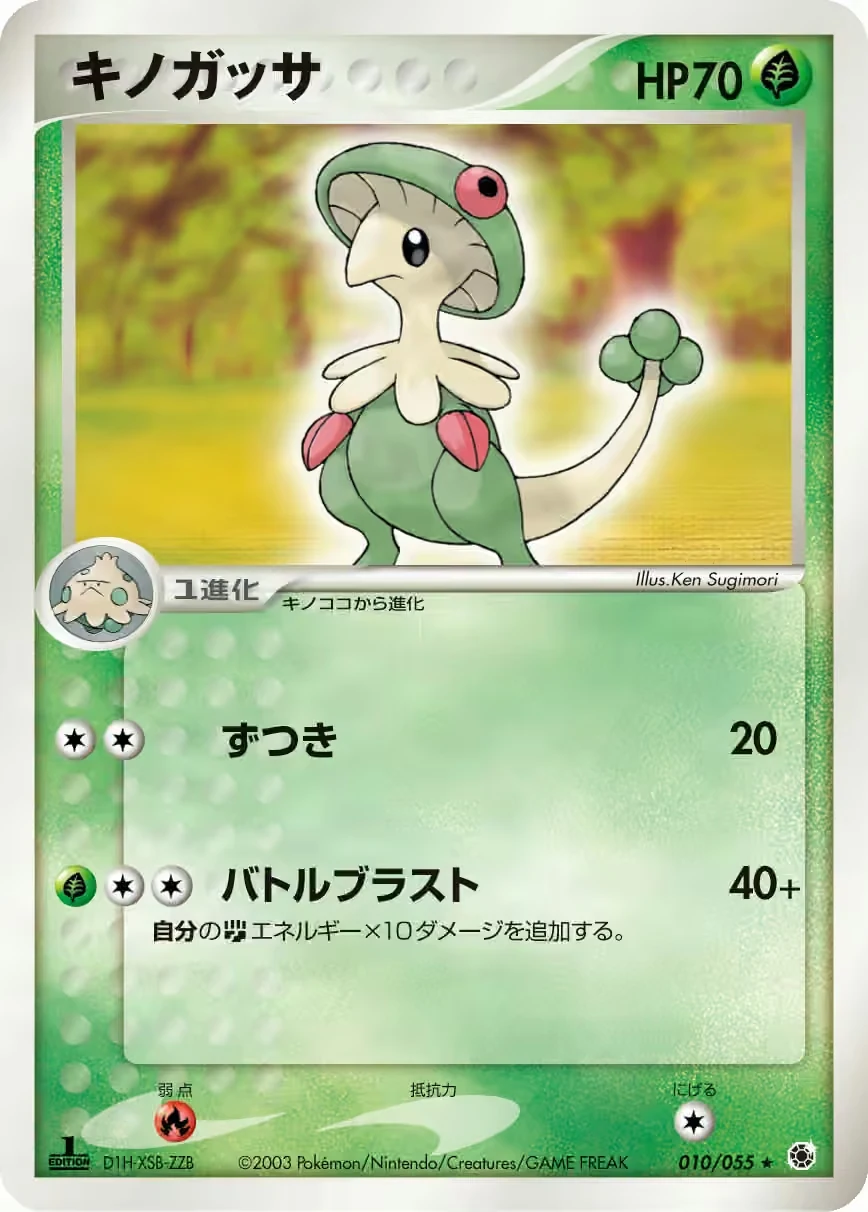 キノガッサ HP70
Illus.Ken Sugimori
1進化
キノココから進化
ずつき 20
バトルブラスト 40+
自分のエネルギー×10ダメージを追加する。
弱点 抵抗力 にげる
1 EDITION D1H-XSB-ZZB ©2003 Pokémon/Nintendo/Creatures/GAME FREAK 010/055 ★